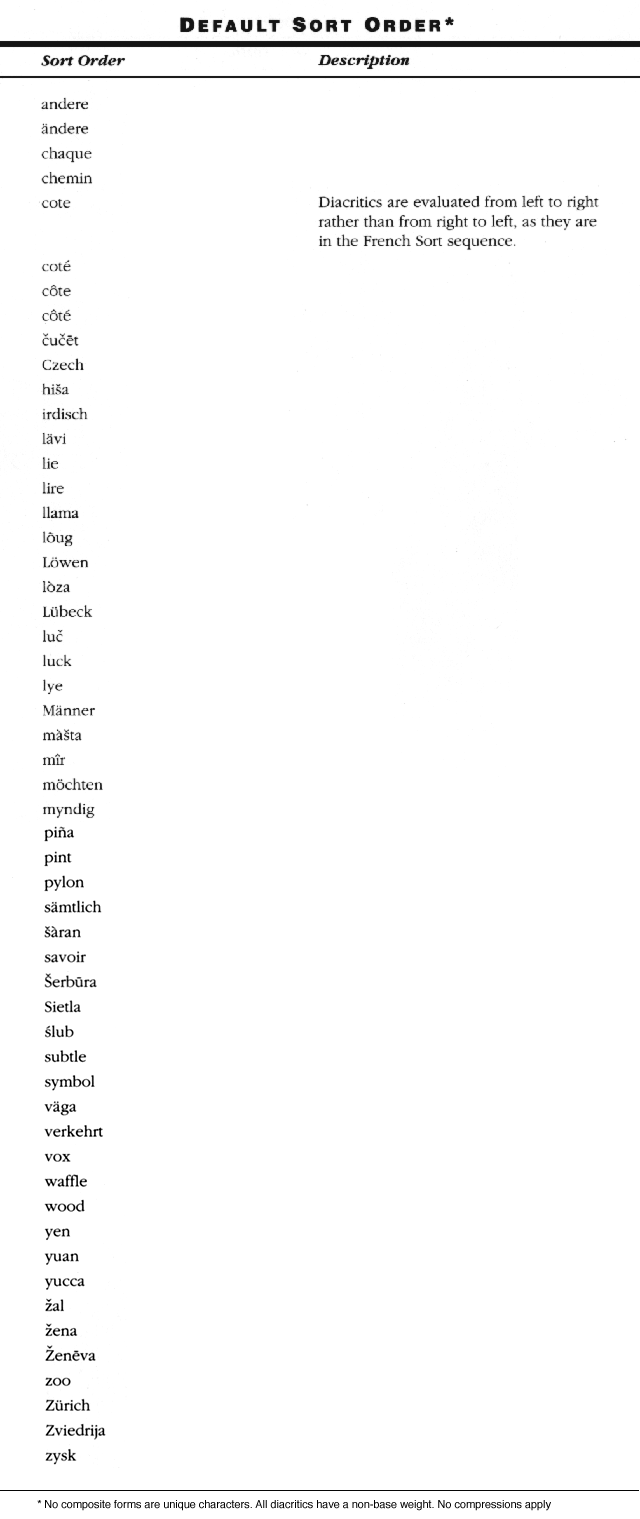 DEFAULT SORT ORDER*
Sort Order Description
andere
ändere
chaque
chemin
cote Diacritics are evaluated from left to right
rather than from right to left, as they are
in the French Sort sequence.
coté
côte
côté
čučēt
Czech
hiša
irdisch
lävi
lie
lire
llama
lõug
Löwen
lòza
Lübeck
luč
luck
lye
Männer
màšta
mîr
möchten
myndig
piña
pint
pylon
sämtlich
šàran
savoir
Šerbūra
Sietla
ślub
subtle
symbol
väga
verkehrt
vox
waffle
wood
yen
yuan
yucca
žal
žena
Ženēva
zoo
Zürich
Zviedrija
zysk
* No composite forms are unique characters. All diacritics have a non-base weight. No compressions apply